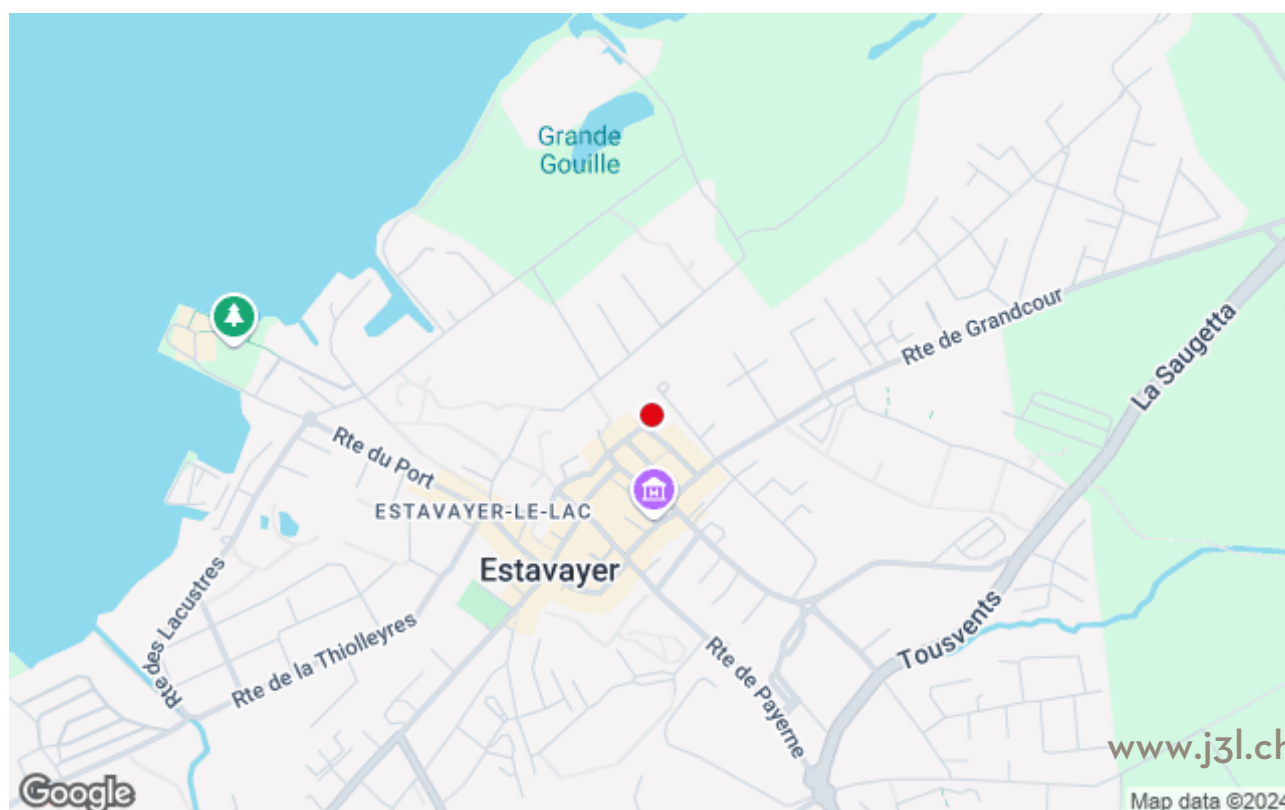 Grande
Gouille
Rte de Grandcour
La Saugetta
Rte du Port
ESTAVAYER-LE-LAC
Estavayer
Rte des Lacustres
Rte de la Thiolleyres
Tousvents
Rte de Payerne
www.j3l.ch
Google
Map data ©2024